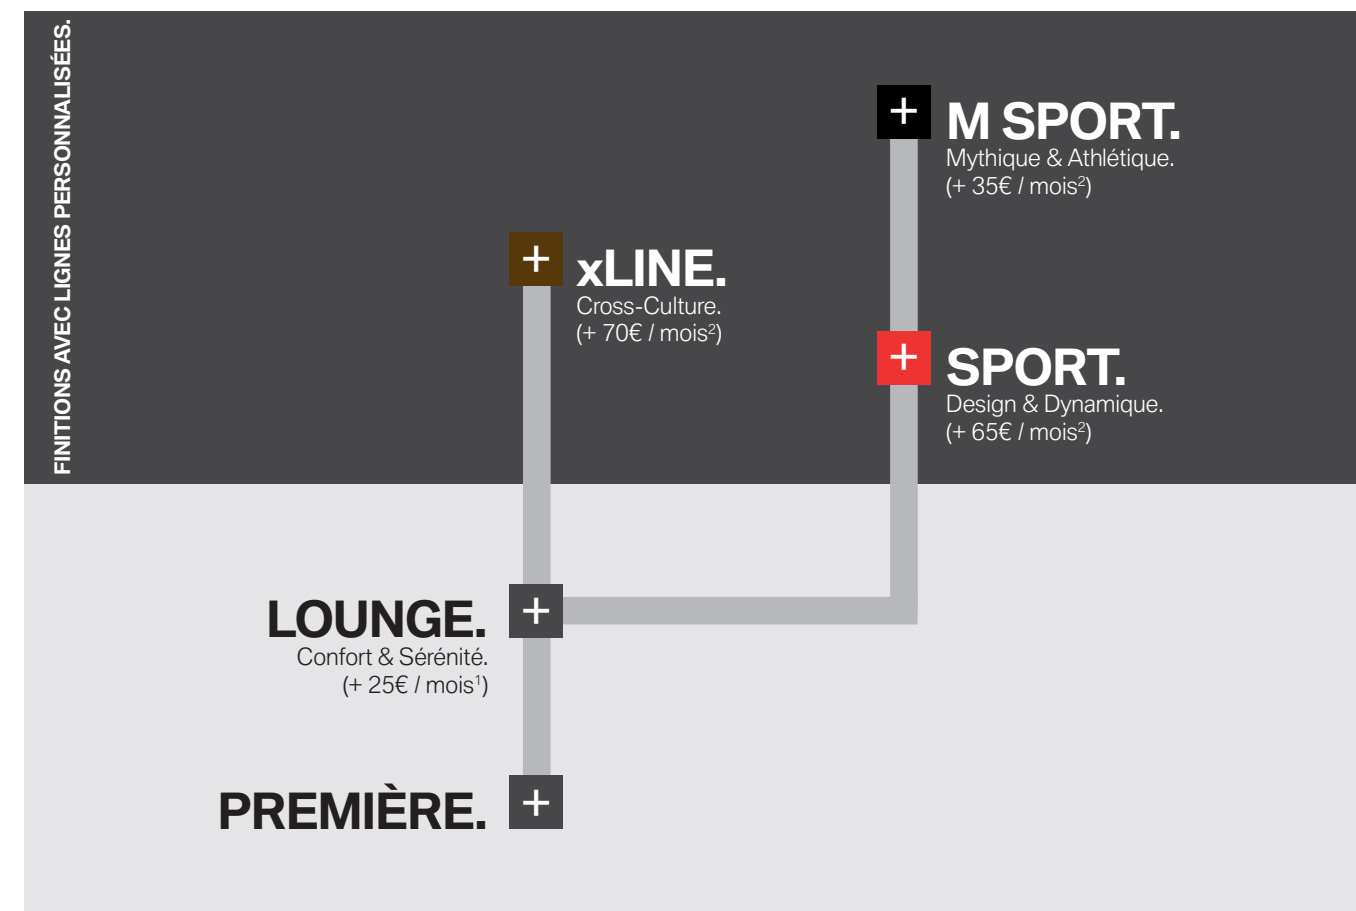 FINITIONS AVEC LIGNES PERSONNALISÉES.
+ M SPORT.
Mythique & Athlétique.
(+ 35€ / mois²)
+ xLINE.
Cross-Culture.
(+ 70€ / mois²)
+ SPORT.
Design & Dynamique.
(+ 65€ / mois²)
LOUNGE. +
Confort & Sérénité.
(+ 25€ / mois¹)
PREMIÈRE. +